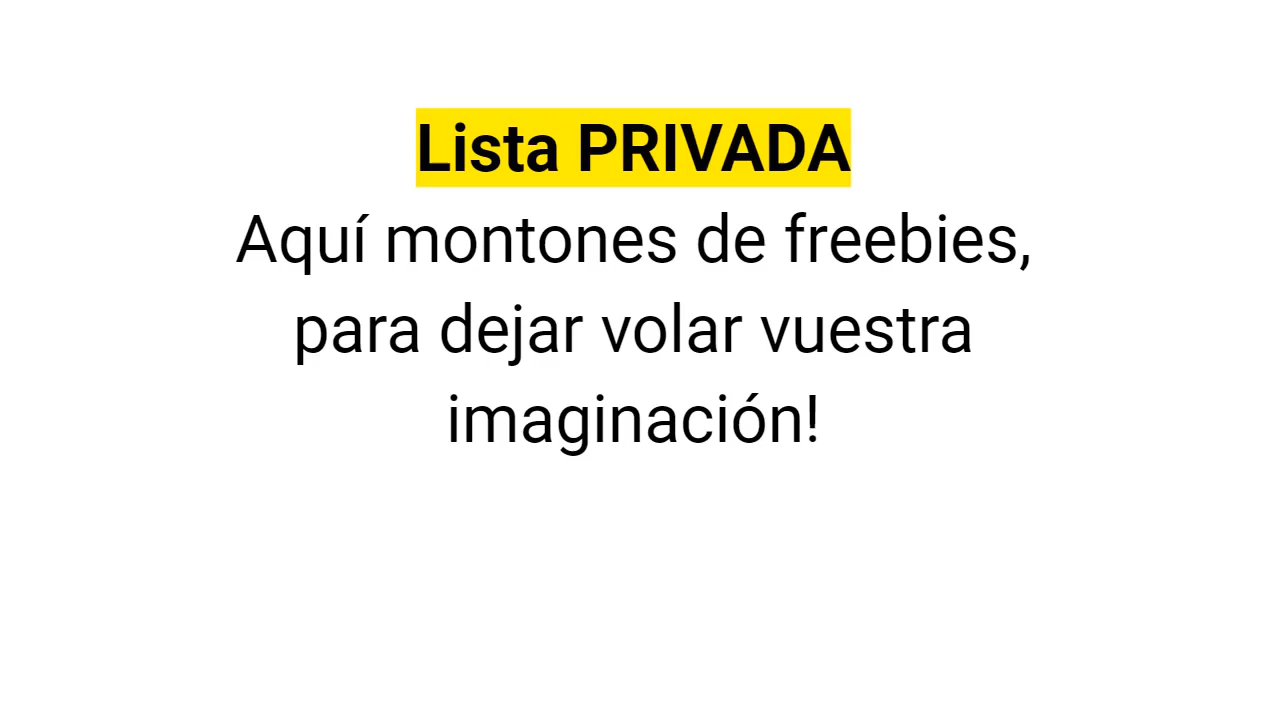 Lista PRIVADA
Aquí montones de freebies,
para dejar volar vuestra
imaginación!